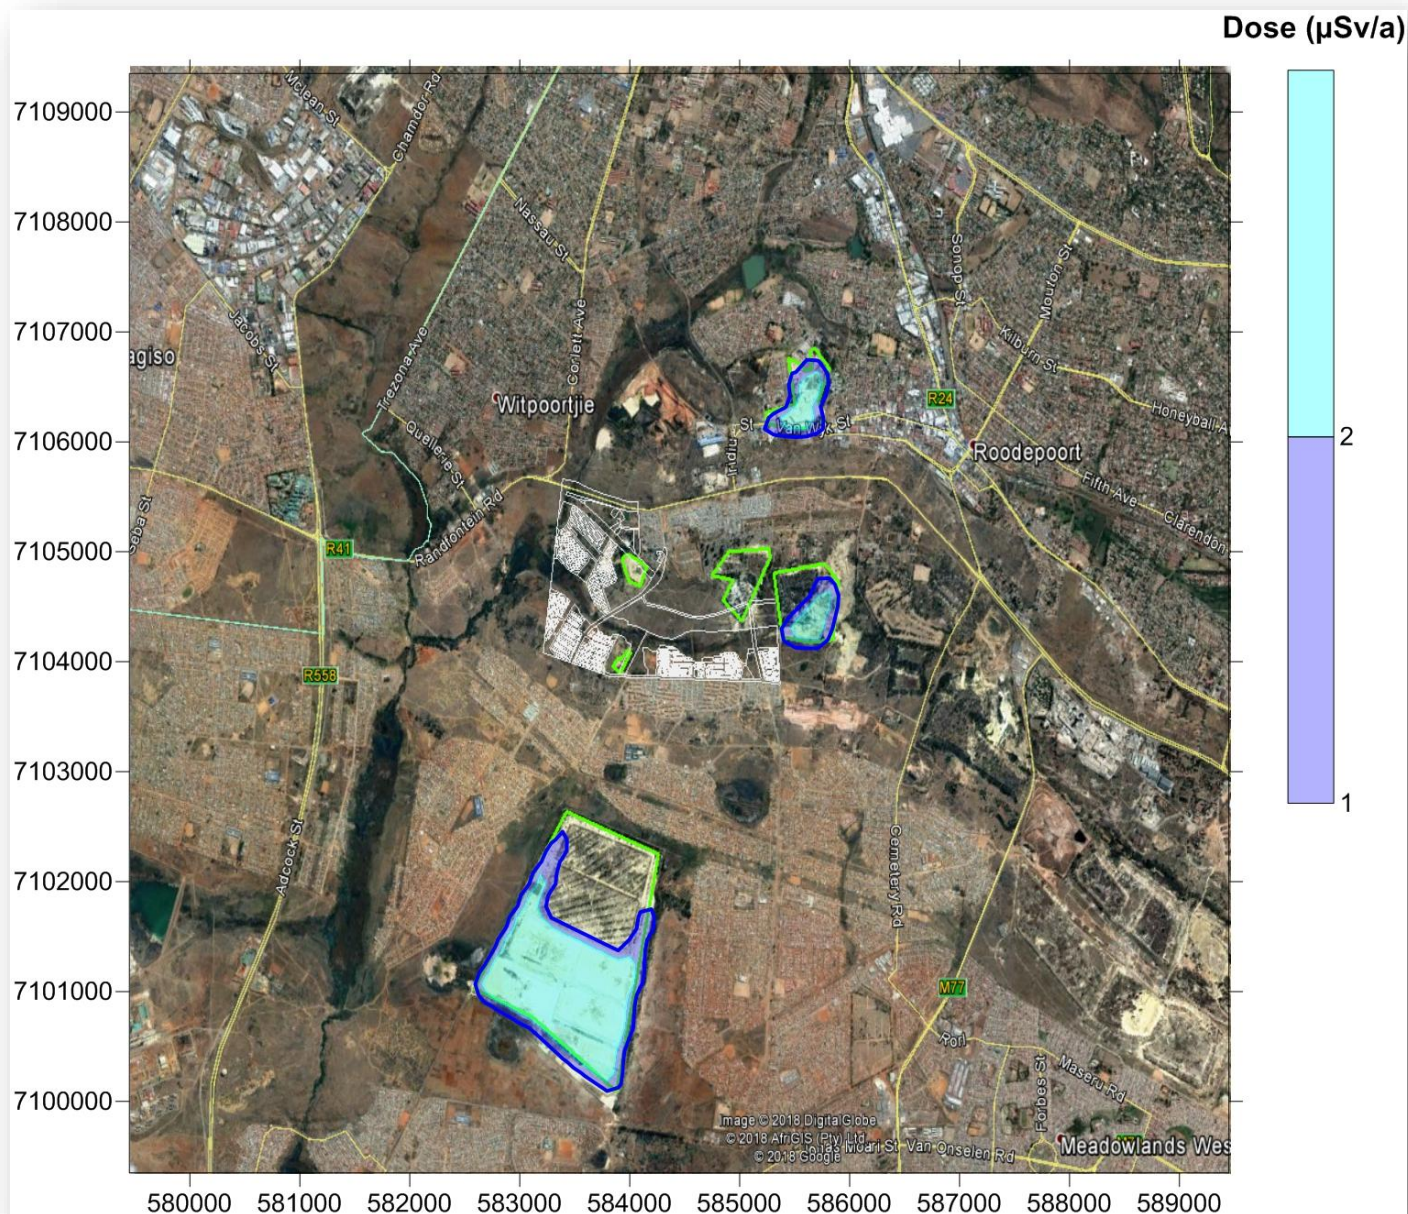 Dose (µSv/a)
7109000
7108000
7107000
7106000
7105000
7104000
7103000
7102000
7101000
7100000
McLean St
Chamdor Rd
Nassau St
Sonop St
Mouton St
Jacobs St
agiso
Trezona Ave
Corlett Ave
Kilburn St
Witpoortjie
R24
Honeyball A
St
Van Wyk St
Quellerie St
Roodepoort
Fifth Ave
Clarendon
Seba St
Randfontein Rd
R41
R558
Adcock St
Cemetery Rd
M77
Forbes St
Maseru Rd
Image © 2018 DigitalGlobe
© 2018 AfriGIS (Pty) Ltd.
© 2018 Google
St Van Onselen Rd
Meadowlands Wes
580000 581000 582000 583000 584000 585000 586000 587000 588000 589000
2
1